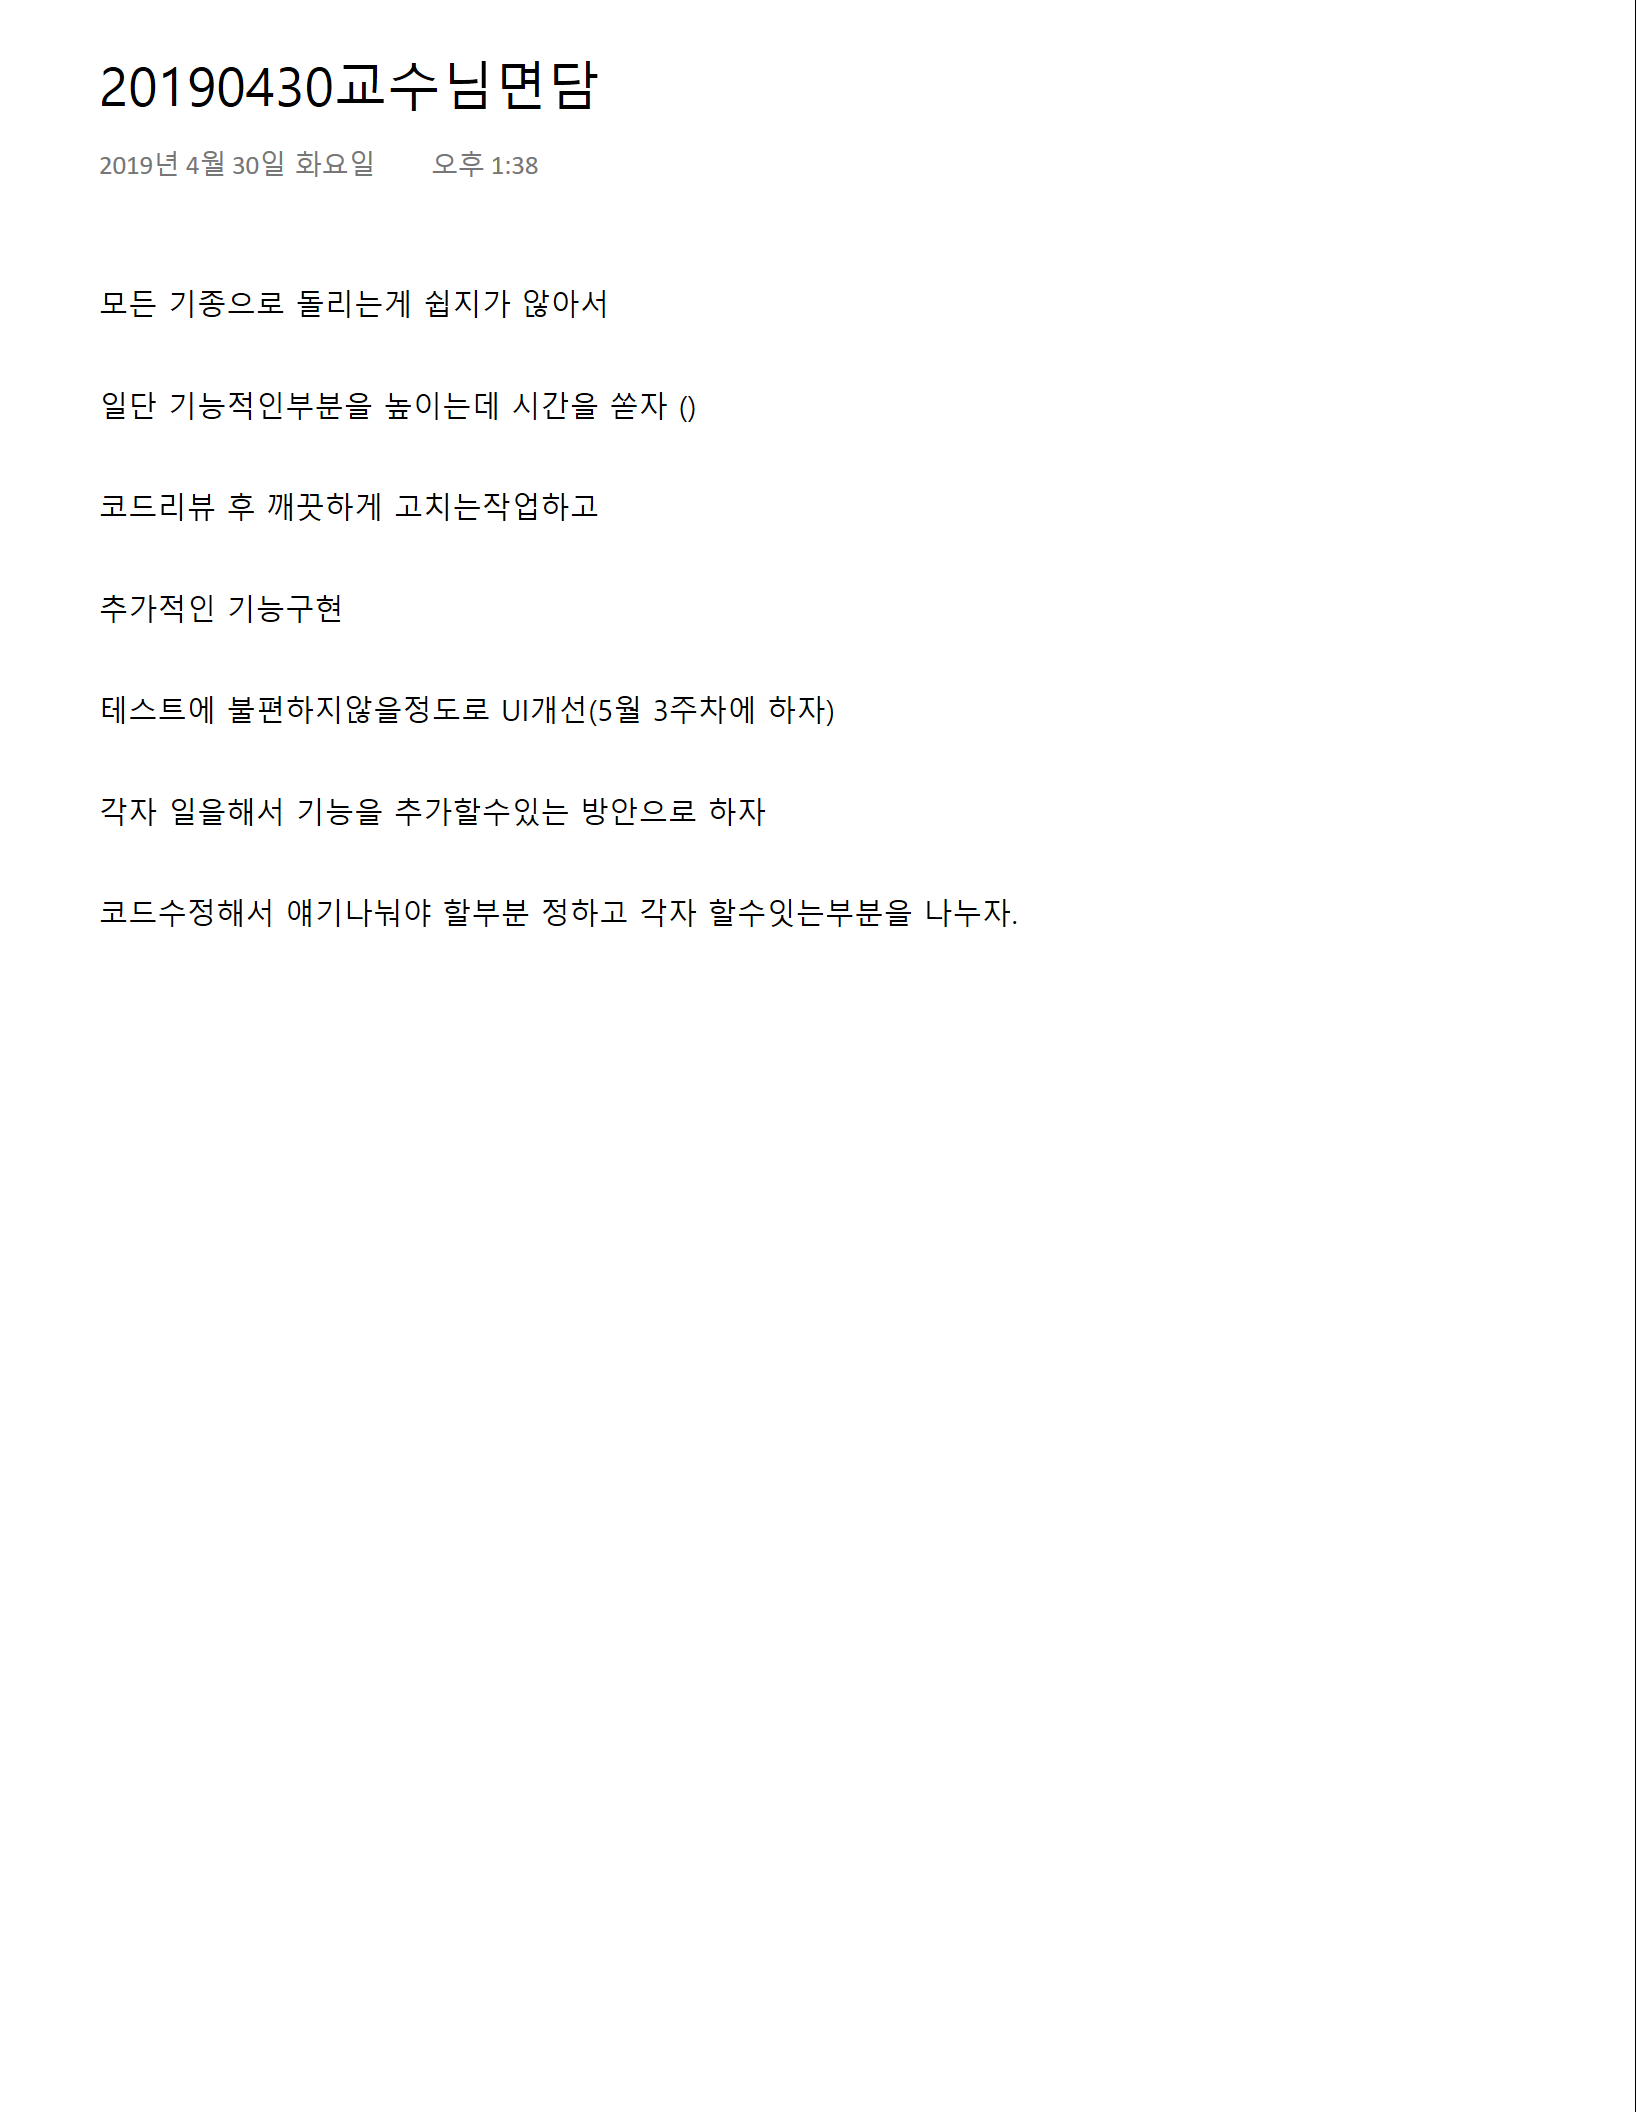 20190430교수님면담
2019년 4월 30일 화요일 오후 1:38
모든 기종으로 돌리는게 쉽지가 않아서
일단 기능적인부분을 높이는데 시간을 쏟자 ()
코드리뷰 후 깨끗하게 고치는작업하고
추가적인 기능구현
테스트에 불편하지않을정도로 UI개선(5월 3주차에 하자)
각자 일을해서 기능을 추가할수있는 방안으로 하자
코드수정해서 얘기나눠야 할부분 정하고 각자 할수잇는부분을 나누자.